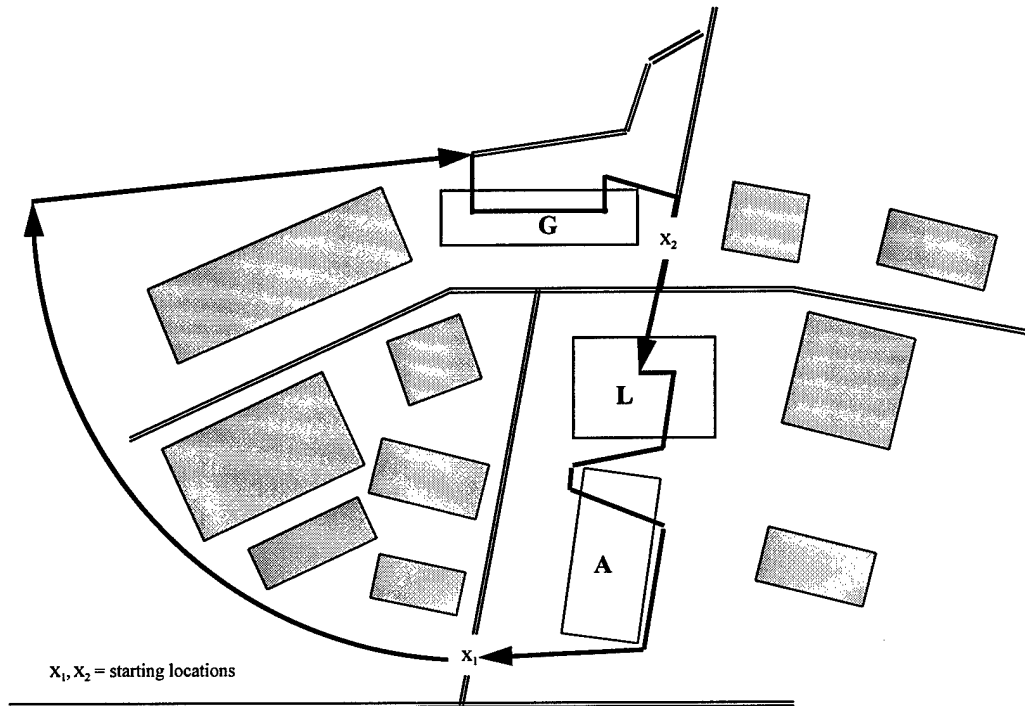 G
X₂
L
A
X₁
X₁, X₂ = starting locations